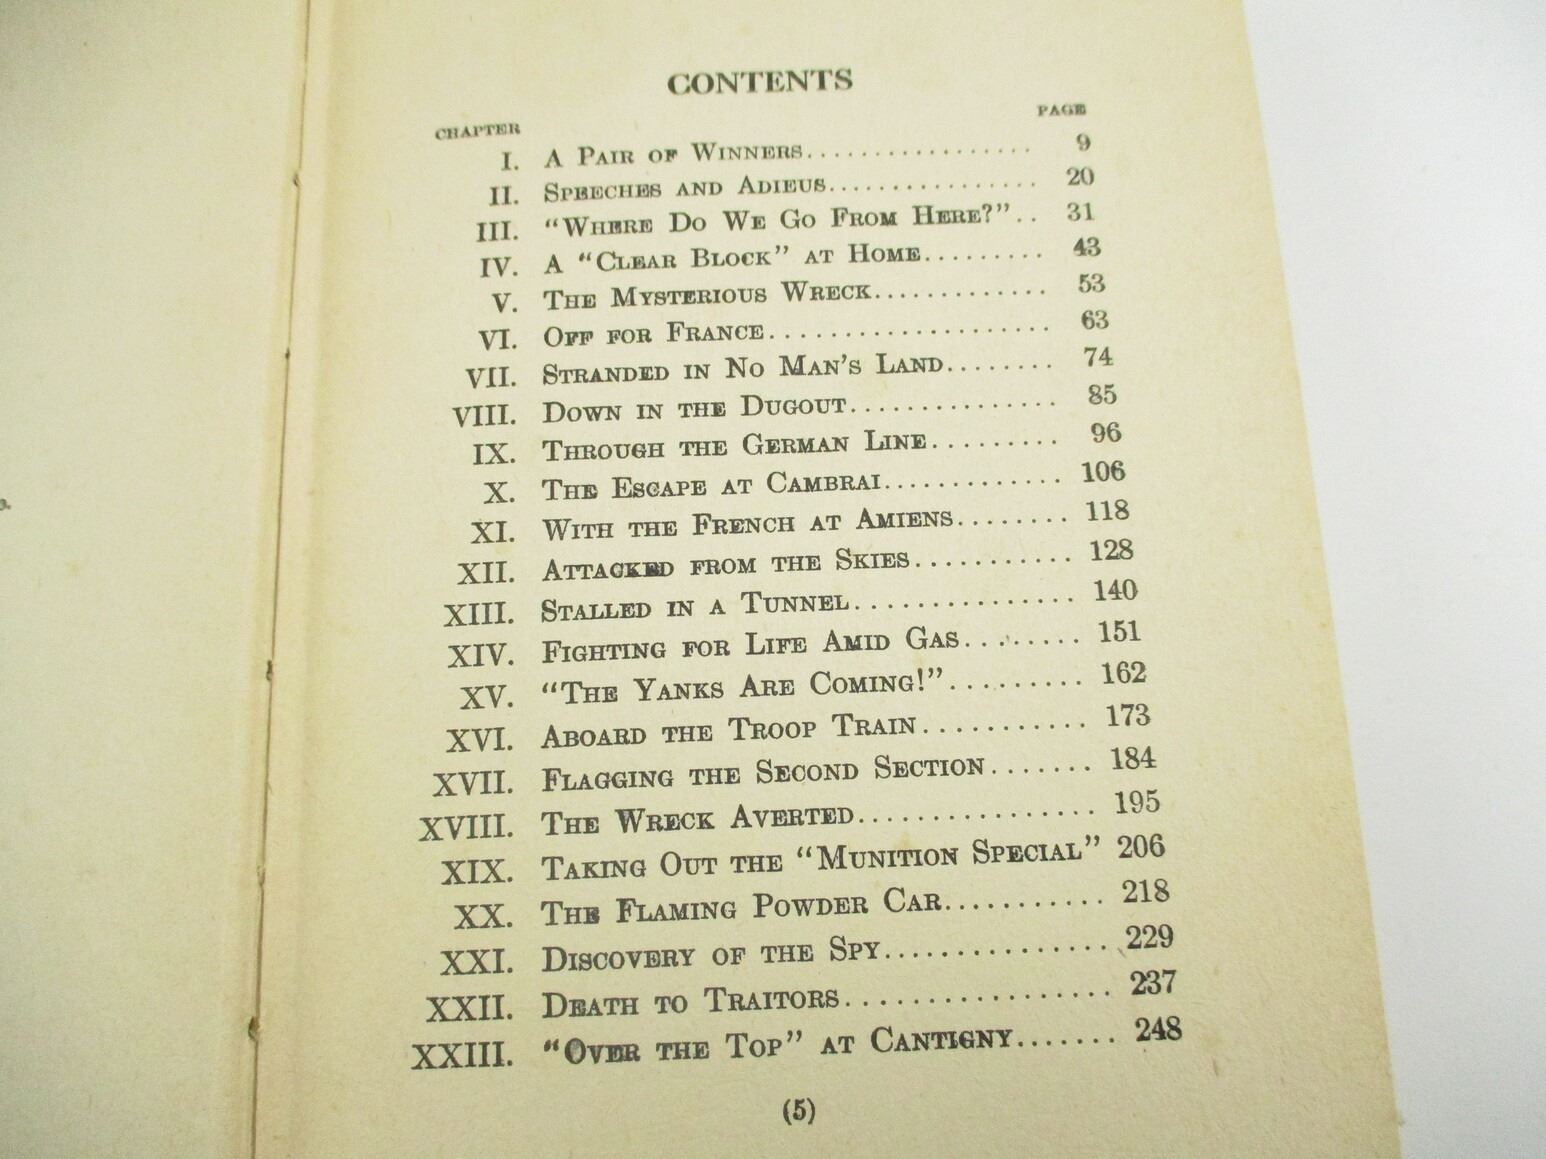 CONTENTS
CHAPTER PAGE
I. A PAIR OF WINNERS................. 9
II. SPEECHES AND ADIEUS................ 20
III. "WHERE DO WE GO FROM HERE?".. 31
IV. A "CLEAR BLOCK" AT HOME......... 43
V. THE MYSTERIOUS WRECK............. 53
VI. OFF FOR FRANCE................... 63
VII. STRANDED IN NO MAN'S LAND........ 74
VIII. DOWN IN THE DUGOUT............... 85
IX. THROUGH THE GERMAN LINE......... 96
X. THE ESCAPE AT CAMBRAI............. 106
XI. WITH THE FRENCH AT AMIENS........ 118
XII. ATTACKED FROM THE SKIES........... 128
XIII. STALLED IN A TUNNEL............... 140
XIV. FIGHTING FOR LIFE AMID GAS........ 151
XV. "THE YANKS ARE COMING!"......... 162
XVI. ABOARD THE TROOP TRAIN........... 173
XVII. FLAGGING THE SECOND SECTION....... 184
XVIII. THE WRECK AVERTED................ 195
XIX. TAKING OUT THE "MUNITION SPECIAL" 206
XX. THE FLAMING POWDER CAR........... 218
XXI. DISCOVERY OF THE SPY............... 229
XXII. DEATH TO TRAITORS................. 237
XXIII. "OVER THE TOP" AT CANTIGNY....... 248
(5)